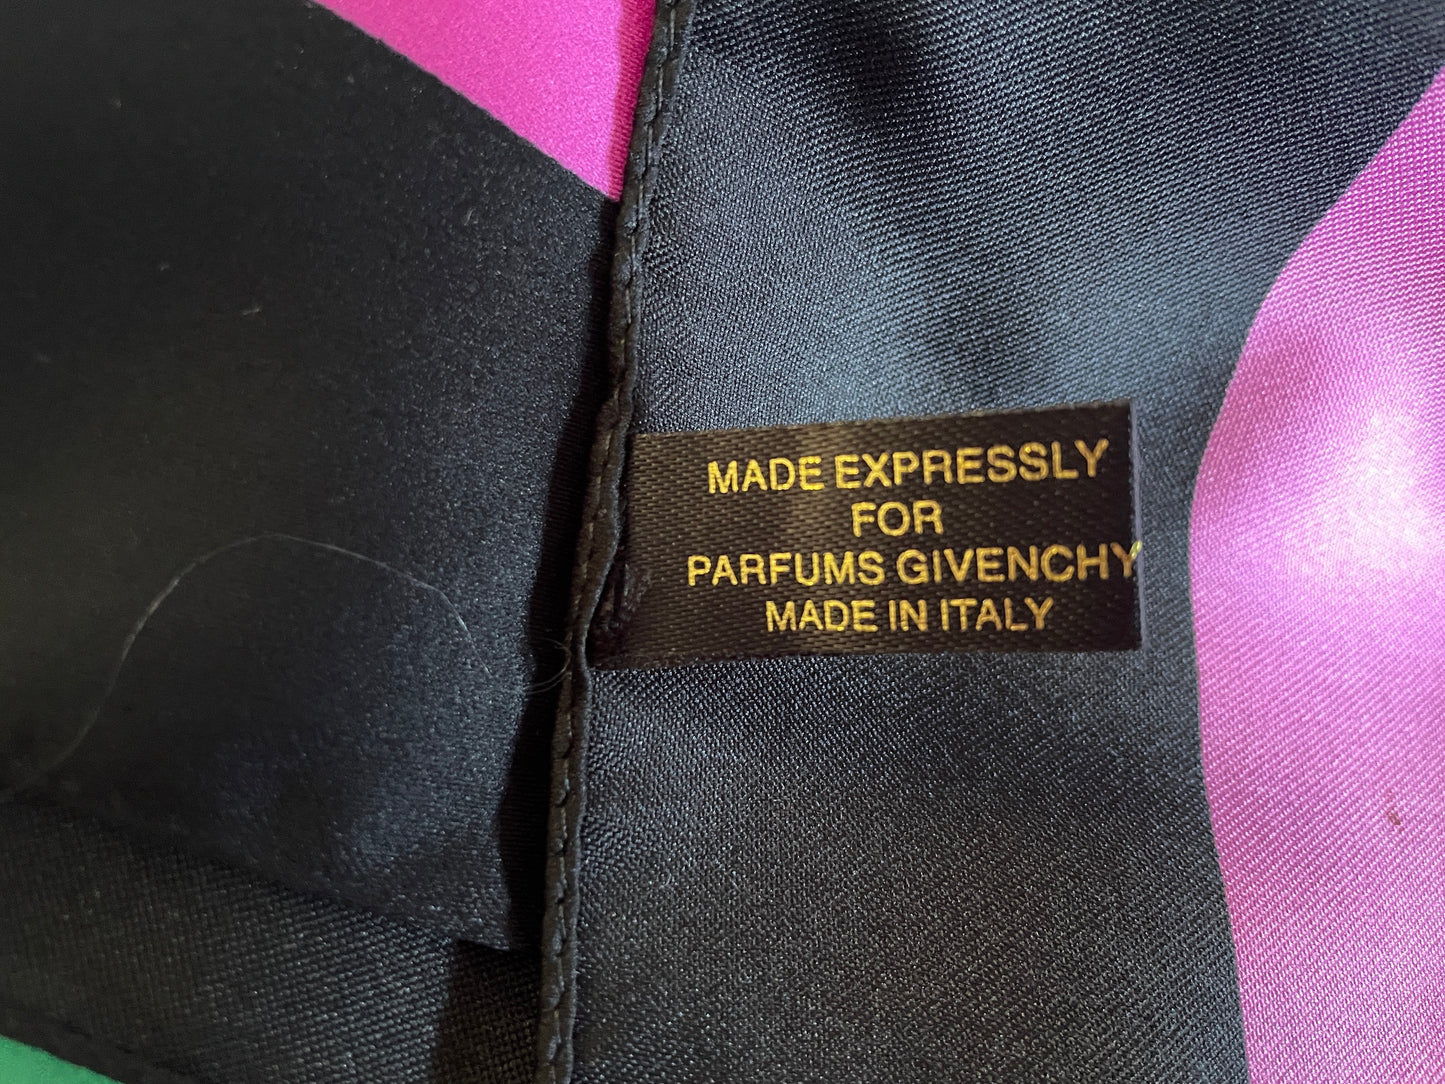 MADE EXPRESSLY
FOR
PARFUMS GIVENCHY
MADE IN ITALY